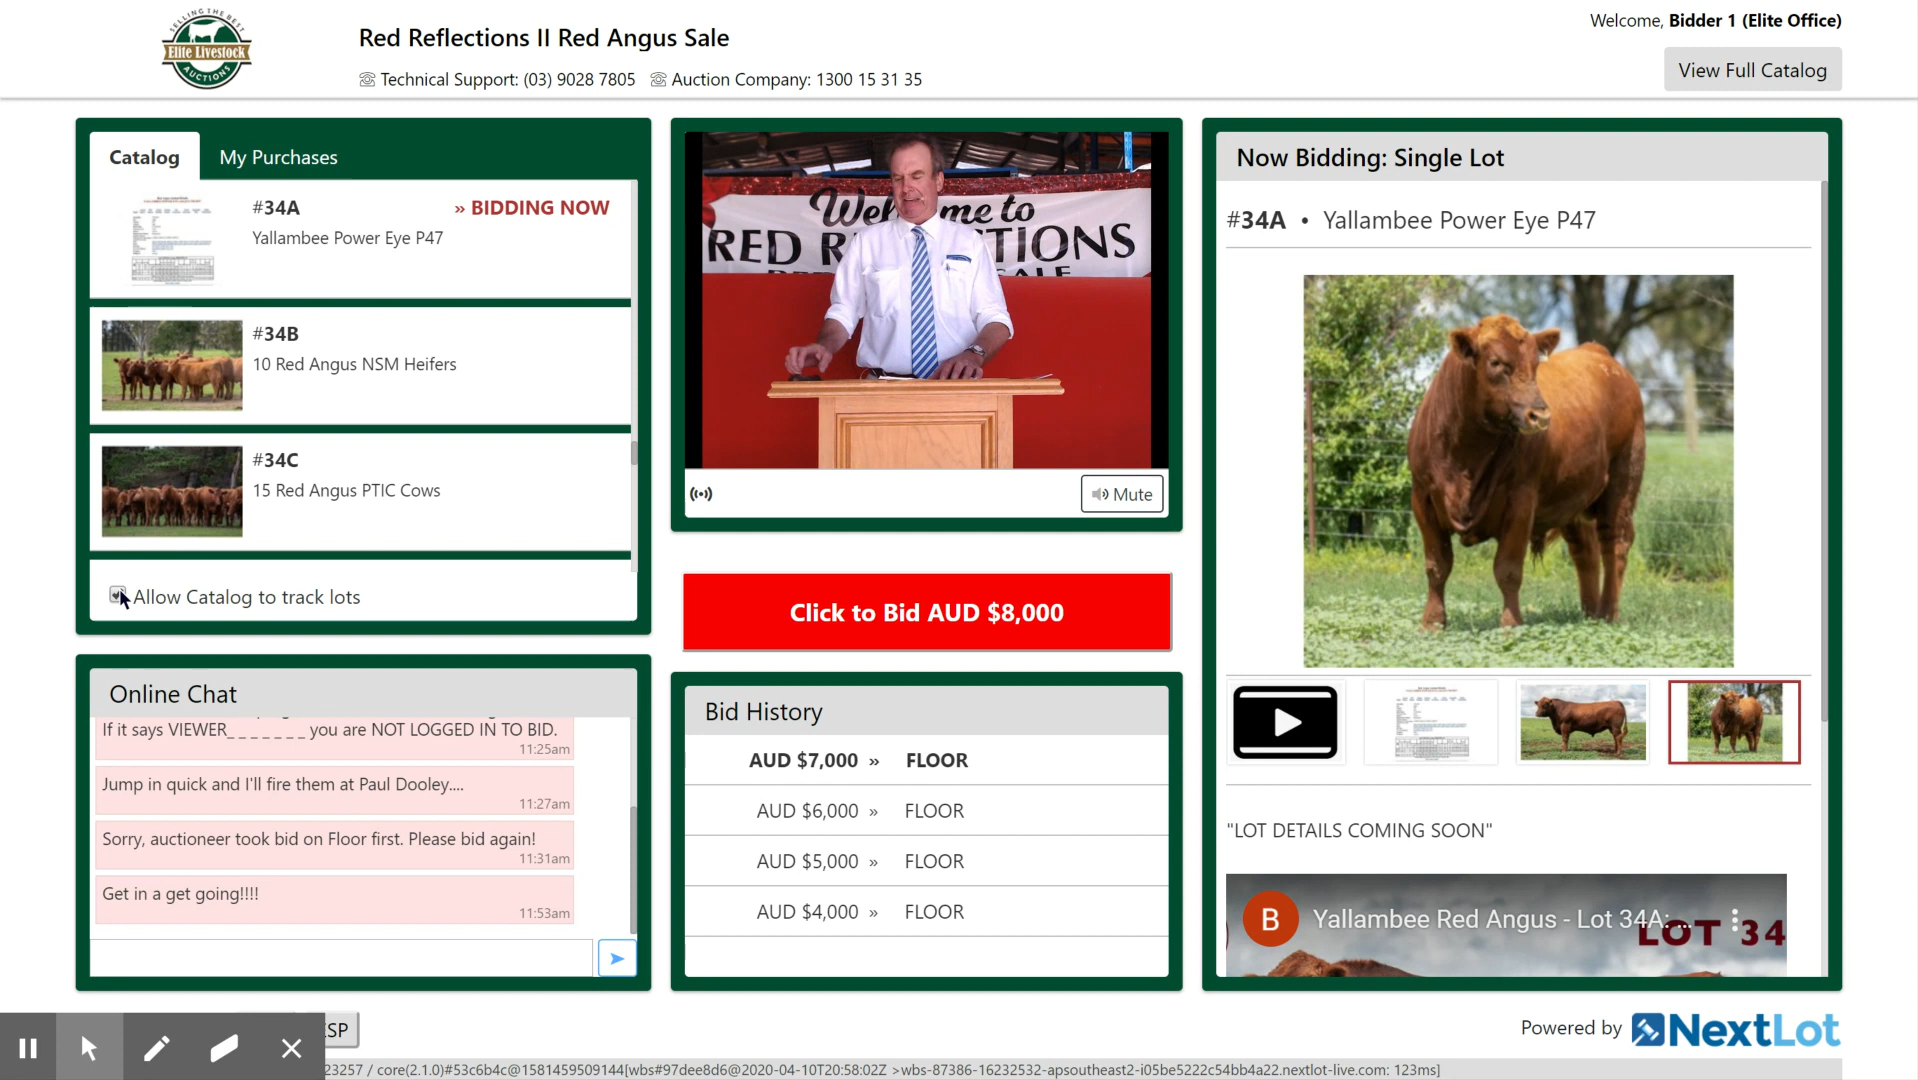 SELLING THE BEST
Elite Livestock
AUCTIONS
Red Reflections II Red Angus Sale
Technical Support: (03) 9028 7805 Auction Company: 1300 15 31 35
Welcome, Bidder 1 (Elite Office)
View Full Catalog
Catalog My Purchases
#34A » BIDDING NOW
Yallambee Power Eye P47
#34B
10 Red Angus NSM Heifers
#34C
15 Red Angus PTIC Cows
Allow Catalog to track lots
Online Chat
If it says VIEWER_ _ _ _ _ _ _ you are NOT LOGGED IN TO BID.
11:25am
Jump in quick and I'll fire them at Paul Dooley....
11:27am
Sorry, auctioneer took bid on Floor first. Please bid again!
11:31am
Get in a get going!!!!
11:53am
Mute
Click to Bid AUD $8,000
Bid History
AUD $7,000 » FLOOR
AUD $6,000 » FLOOR
AUD $5,000 » FLOOR
AUD $4,000 » FLOOR
Now Bidding: Single Lot
#34A • Yallambee Power Eye P47
"LOT DETAILS COMING SOON"
B Yallambee Red Angus - Lot 34A: ...
LOT 34
SP
Powered by NextLot
23257 / core(2.1.0)#53c6b4c@1581459509144[wbs#97dee8d6@2020-04-10T20:58:02Z >wbs-87386-16232532-apsoutheast2-i05be5222c54bb4a22.nextlot-live.com: 123ms]